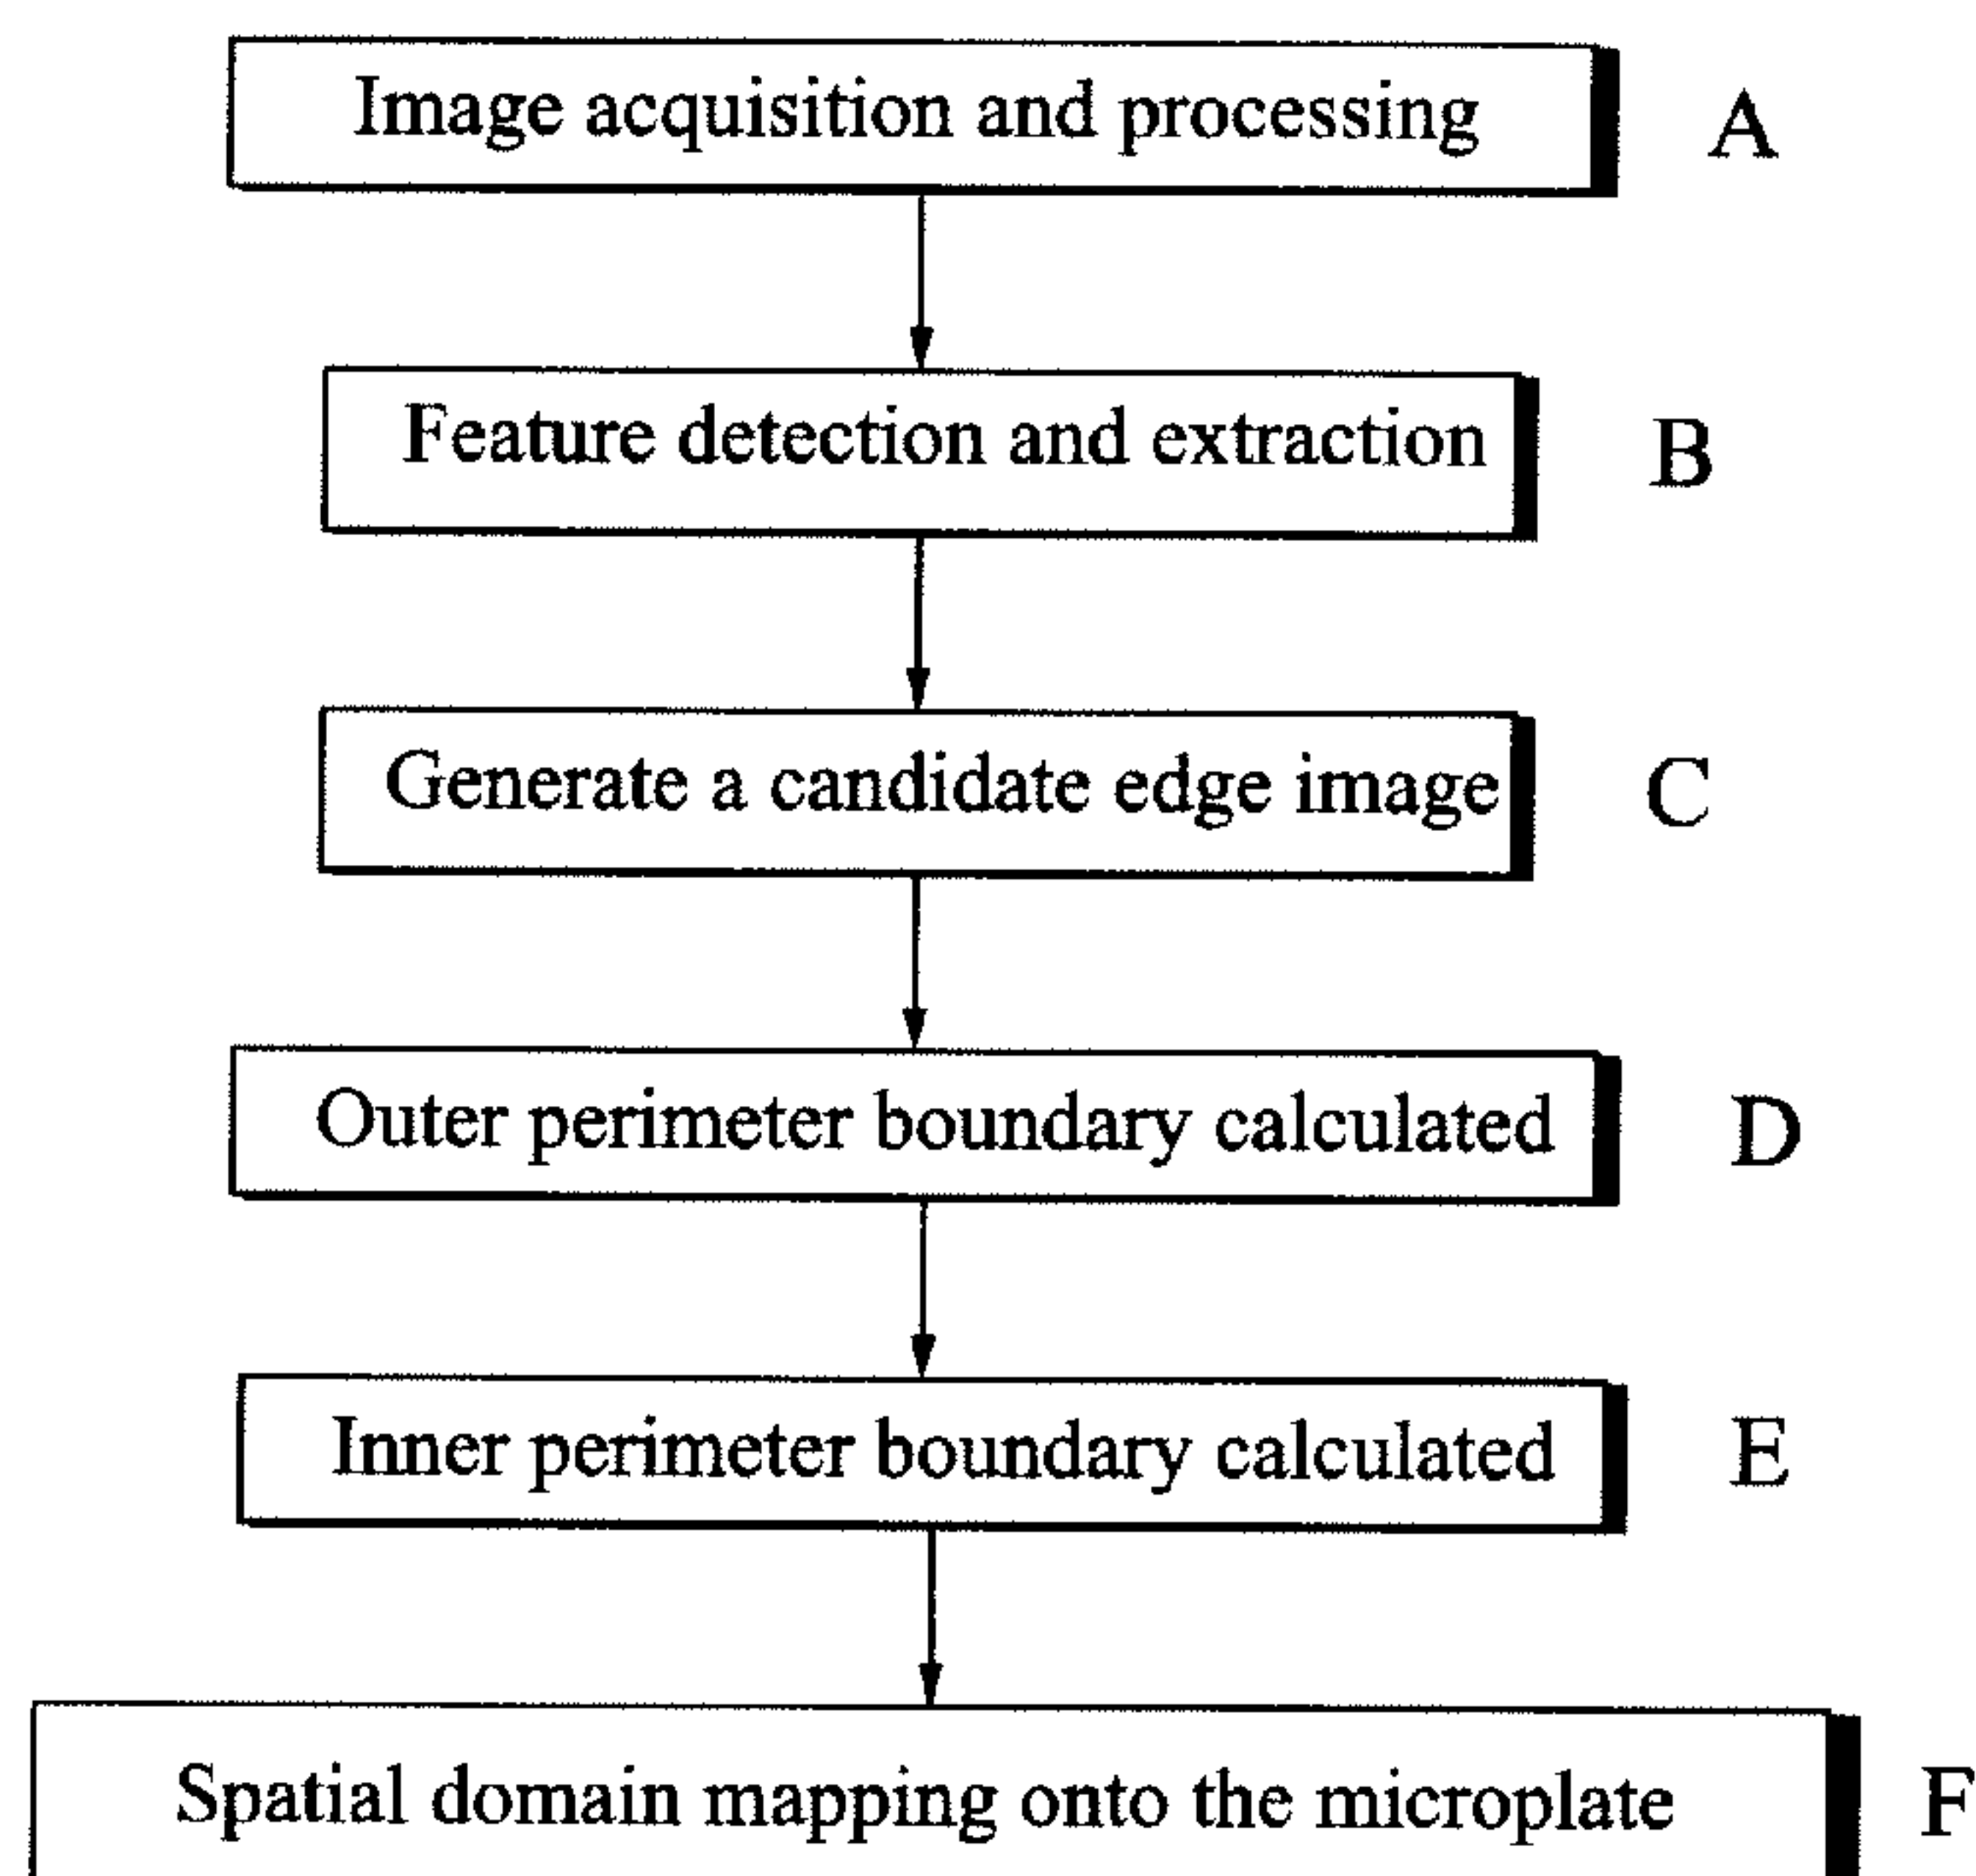 Image acquisition and processing A
Feature detection and extraction B
Generate a candidate edge image C
Outer perimeter boundary calculated D
Inner perimeter boundary calculated E
Spatial domain mapping onto the microplate F